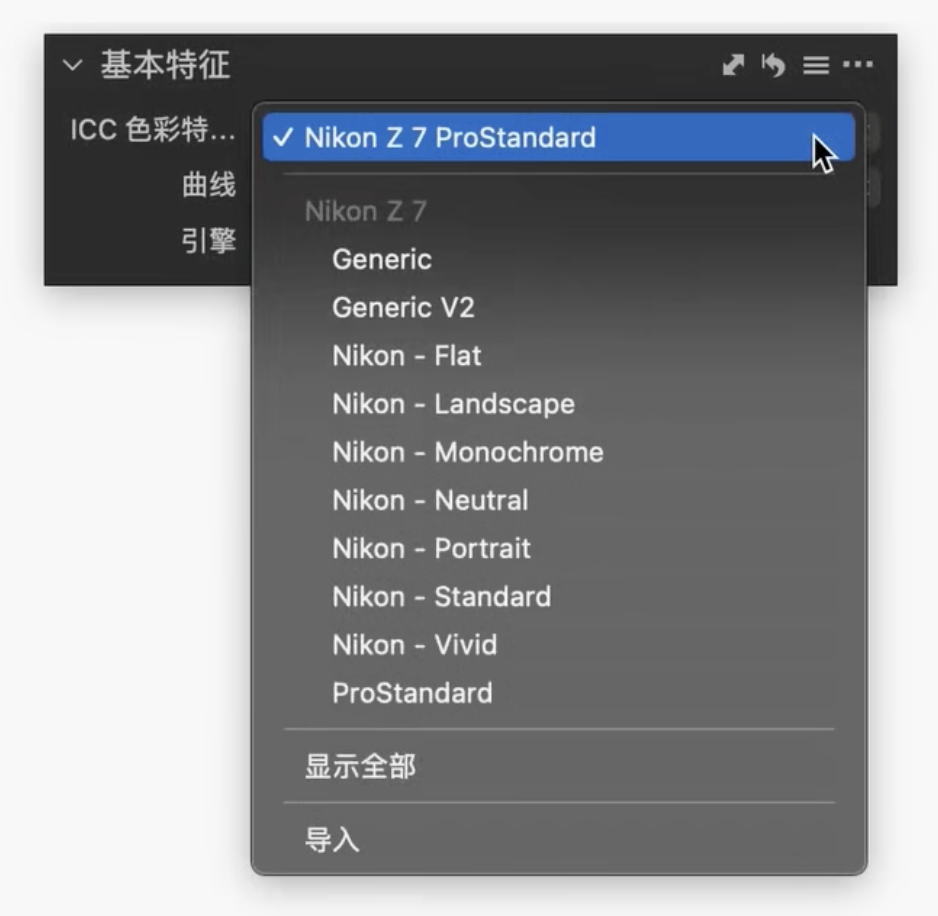 基本特征
ICC 色彩特...
Nikon Z 7 ProStandard
曲线
引擎
Nikon Z 7
Generic
Generic V2
Nikon - Flat
Nikon - Landscape
Nikon - Monochrome
Nikon - Neutral
Nikon - Portrait
Nikon - Standard
Nikon - Vivid
ProStandard
显示全部
导入